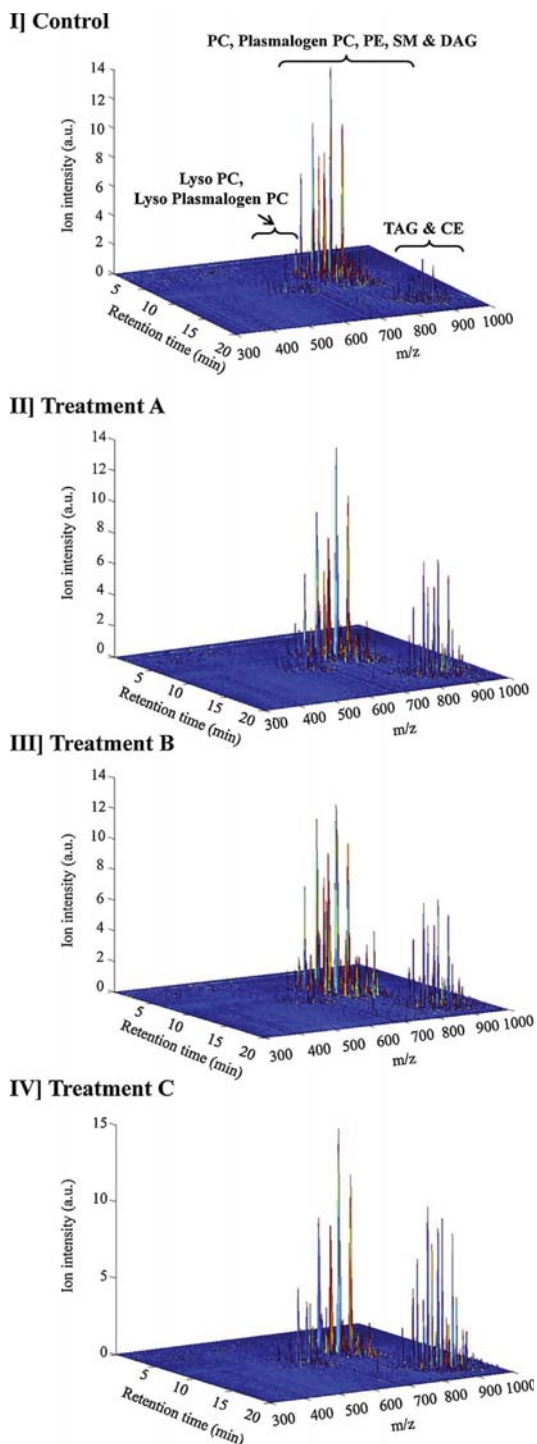 I] Control
PC, Plasmalogen PC, PE, SM & DAG
Lyso PC,
Lyso Plasmalogen PC
TAG & CE
Ion intensity (a.u.)
14
12
10
8
6
4
2
0
5
10
15
20
Retention time (min)
300 400 500 600 700 800 900 1000
m/z
II] Treatment A
Ion intensity (a.u.)
14
12
10
8
6
4
2
0
5
10
15
20
Retention time (min)
300 400 500 600 700 800 900 1000
m/z
III] Treatment B
Ion intensity (a.u.)
14
12
10
8
6
4
2
0
5
10
15
20
Retention time (min)
300 400 500 600 700 800 900 1000
m/z
IV] Treatment C
Ion intensity (a.u.)
15
10
5
0
5
10
15
20
Retention time (min)
300 400 500 600 700 800 900 1000
m/z